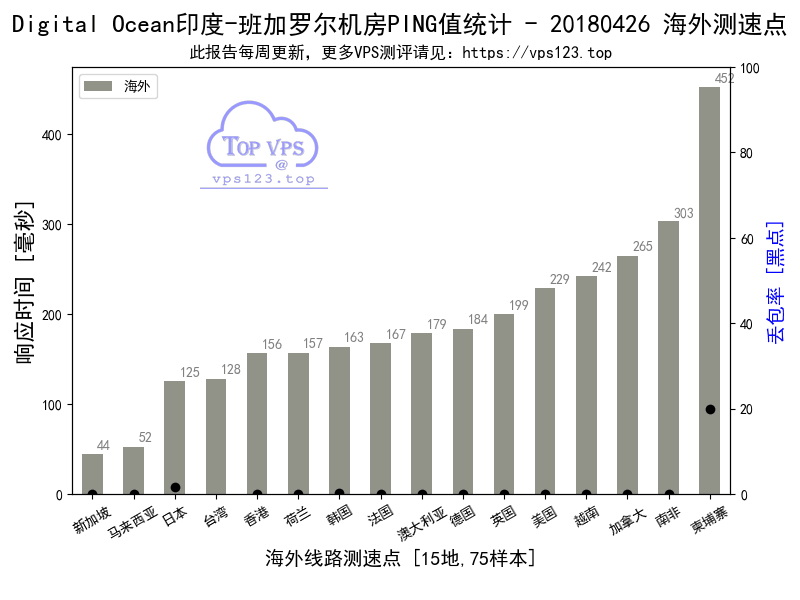 Digital Ocean印度-班加罗尔机房PING值统计 - 20180426 海外测速点
此报告每周更新，更多VPS测评请见：https://vps123.top
海外
TOP VPS
@
vps123.top
响应时间 [毫秒]
400
300
200
100
0
100
80
60
40
20
0
丢包率 [黑点]
44
52
125
128
156
157
163
167
179
184
199
229
242
265
303
452
新加坡
马来西亚
日本
台湾
香港
荷兰
韩国
法国
澳大利亚
德国
英国
美国
越南
加拿大
南非
柬埔寨
海外线路测速点 [15地,75样本]